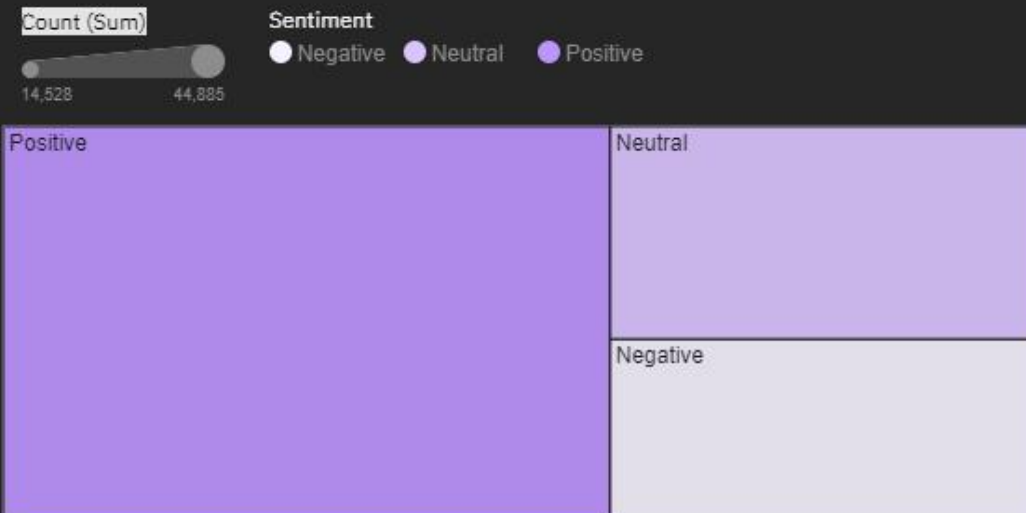 Count (Sum)
14,528 44,885
Sentiment
Negative Neutral Positive
Positive
Neutral
Negative